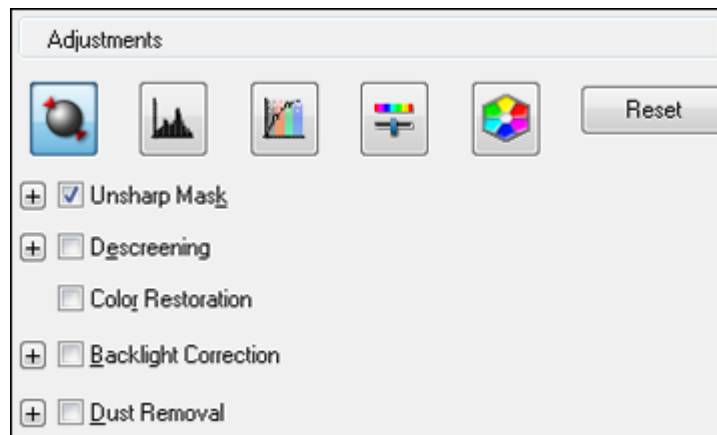 Adjustments
Reset
Unsharp Mask
Descreening
Color Restoration
Backlight Correction
Dust Removal